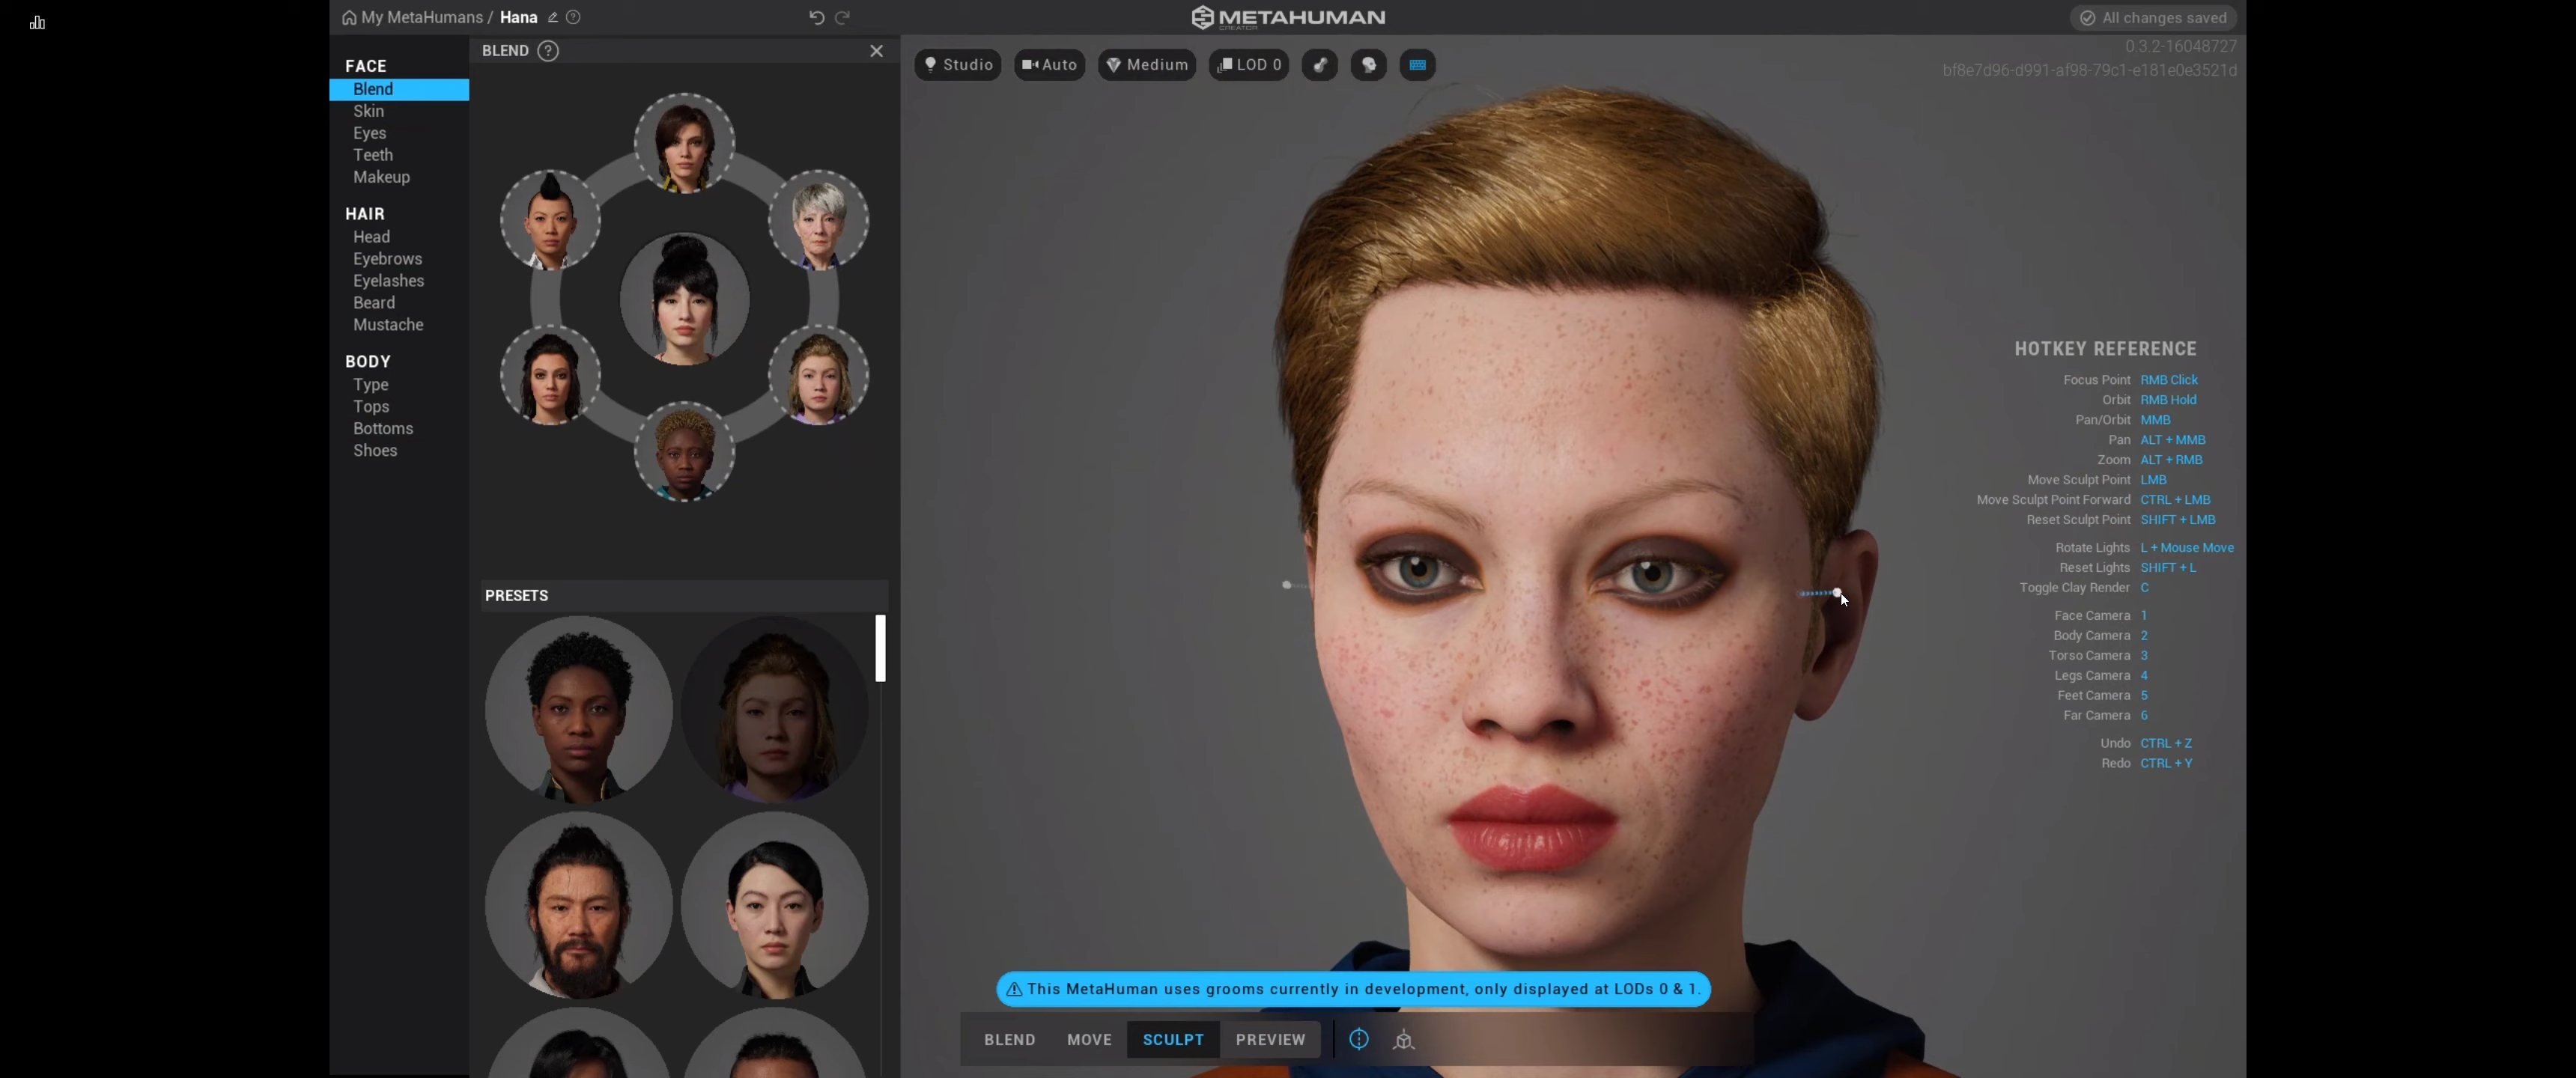 My MetaHumans / Hana
METAHUMAN
CREATOR
All changes saved
0.3.2-16048727
bf8e7d96-d991-af98-79c1-e181e0e3521d
FACE
Blend
Skin
Eyes
Teeth
Makeup
HAIR
Head
Eyebrows
Eyelashes
Beard
Mustache
BODY
Type
Tops
Bottoms
Shoes
BLEND ?
PRESETS
Studio
Auto
Medium
LOD 0
HOTKEY REFERENCE
Focus Point RMB Click
Orbit RMB Hold
Pan/Orbit MMB
Pan ALT + MMB
Zoom ALT + RMB
Move Sculpt Point LMB
Move Sculpt Point Forward CTRL + LMB
Reset Sculpt Point SHIFT + LMB
Rotate Lights L + Mouse Move
Reset Lights SHIFT + L
Toggle Clay Render C
Face Camera 1
Body Camera 2
Torso Camera 3
Legs Camera 4
Feet Camera 5
Far Camera 6
Undo CTRL + Z
Redo CTRL + Y
This MetaHuman uses grooms currently in development, only displayed at LODs 0 & 1.
BLEND MOVE SCULPT PREVIEW